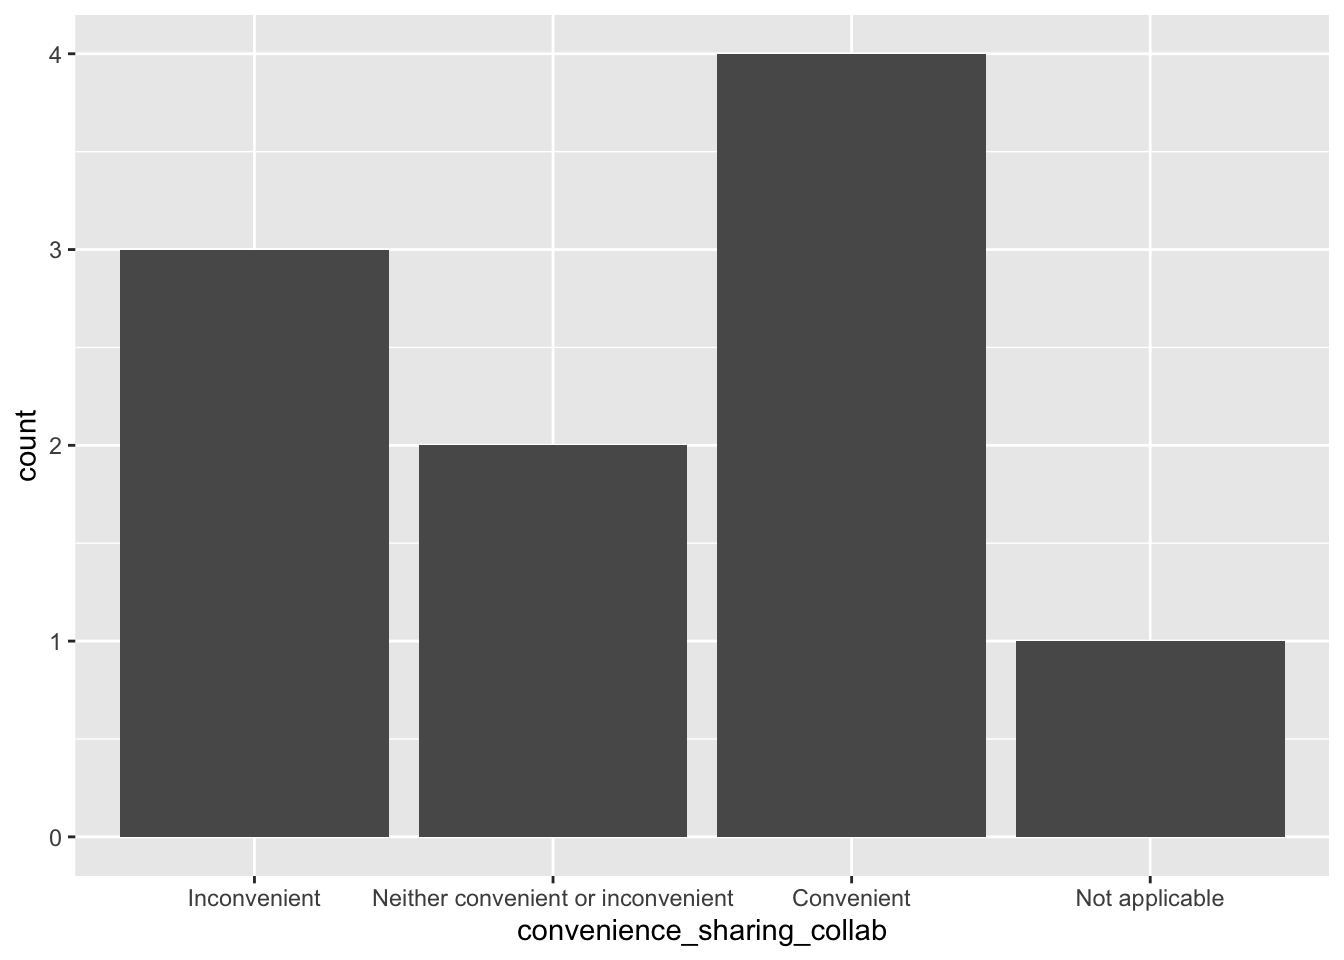 4
3
2
1
0
count
Inconvenient
Neither convenient or inconvenient
Convenient
Not applicable
convenience_sharing_collab